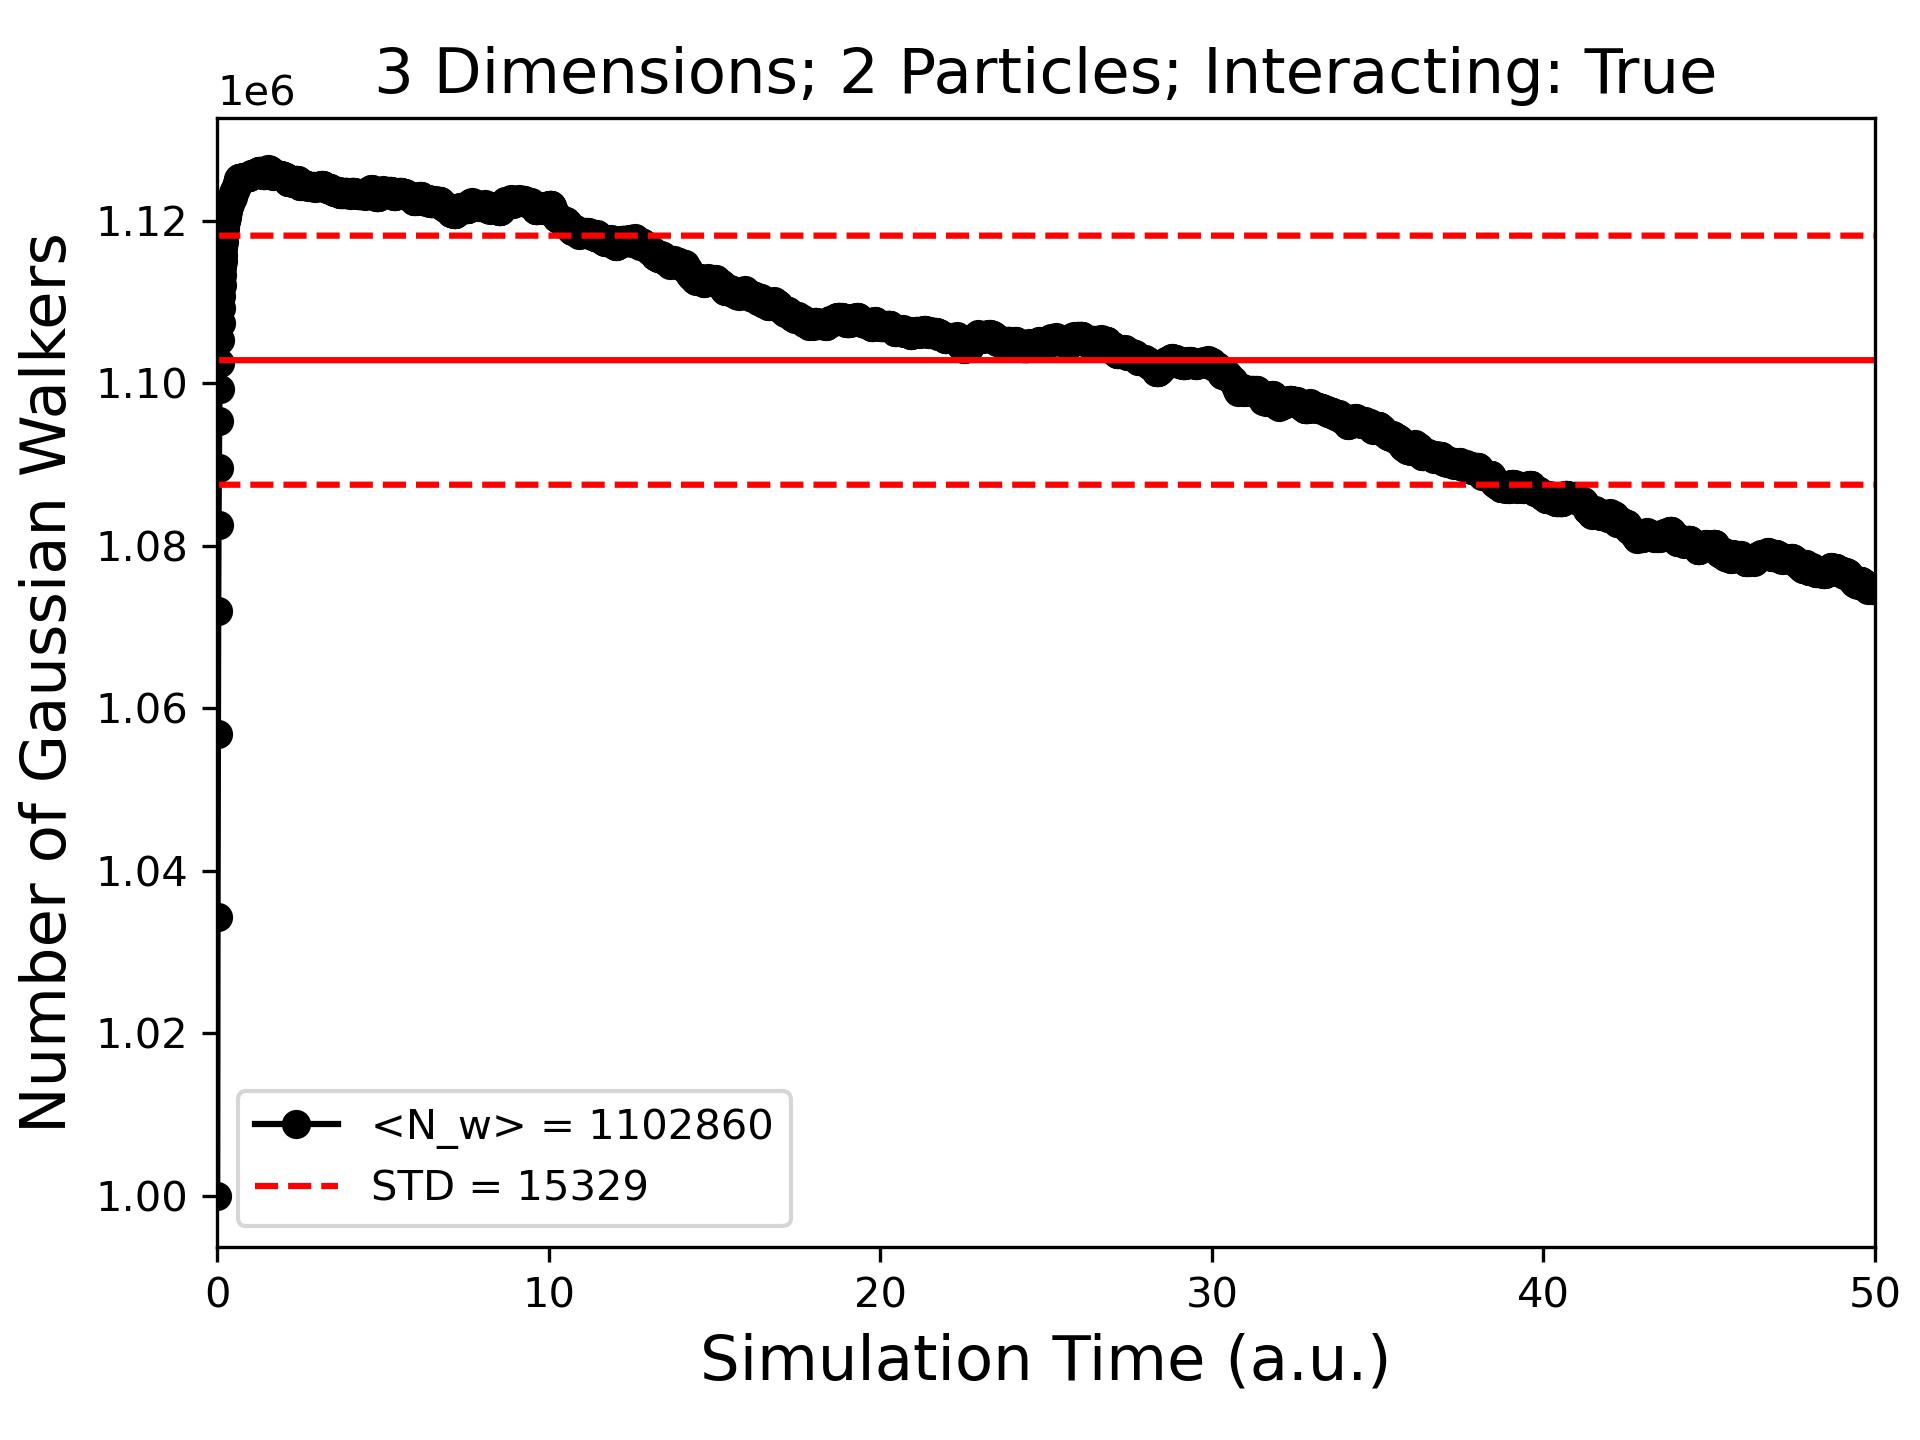 3 Dimensions; 2 Particles; Interacting: True
1e6
Number of Gaussian Walkers
1.12
1.10
1.08
1.06
1.04
1.02
1.00
<N_w> = 1102860
STD = 15329
0 10 20 30 40 50
Simulation Time (a.u.)